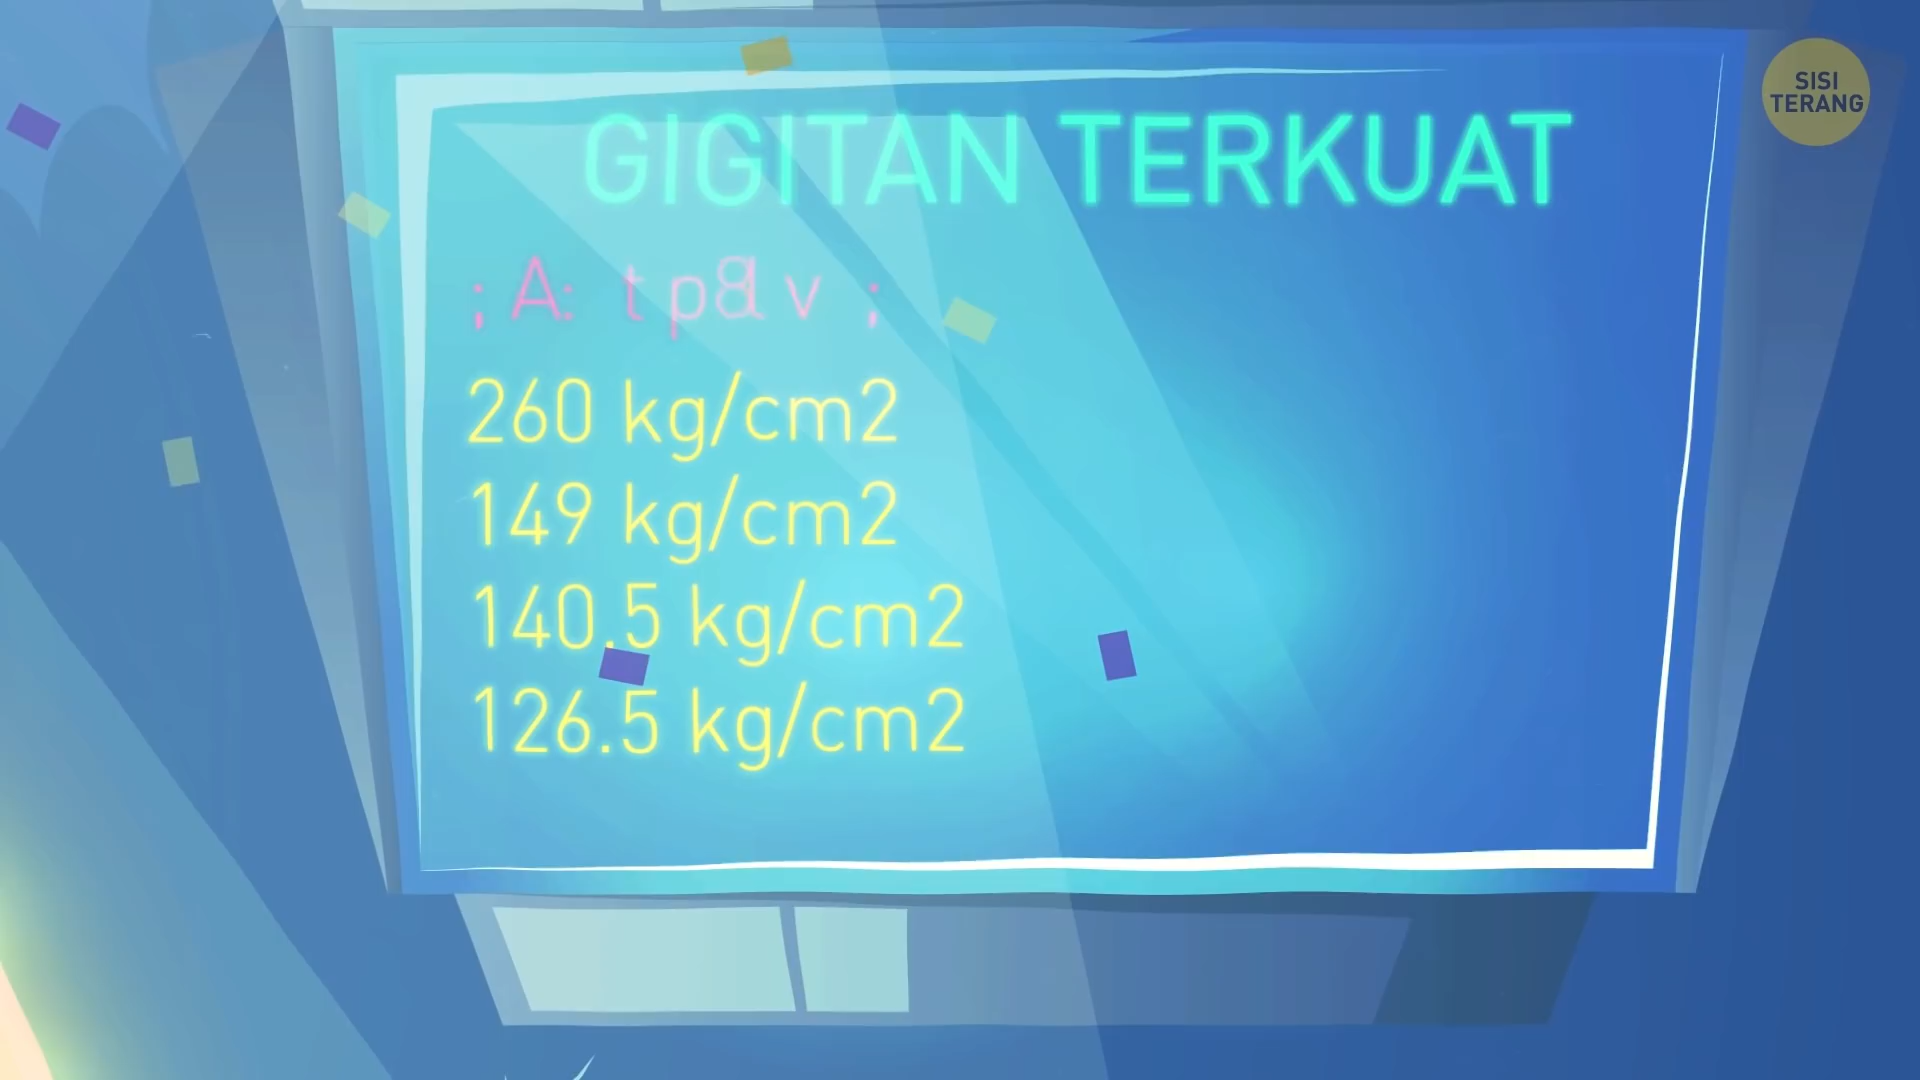 SISI
TERANG
GIGITAN TERKUAT
260 kg/cm2
149 kg/cm2
140.5 kg/cm2
126.5 kg/cm2